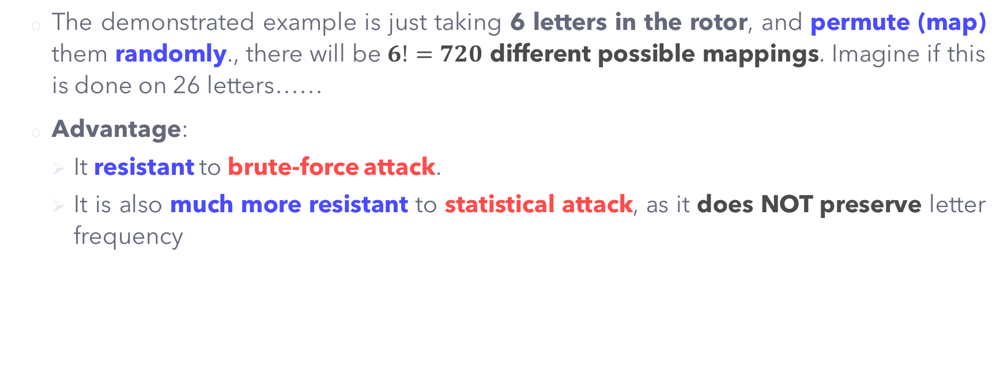 The demonstrated example is just taking 6 letters in the rotor, and permute (map)
them randomly., there will be 6! = 720 different possible mappings. Imagine if this
is done on 26 letters……
Advantage:
It resistant to brute-force attack.
It is also much more resistant to statistical attack, as it does NOT preserve letter
frequency